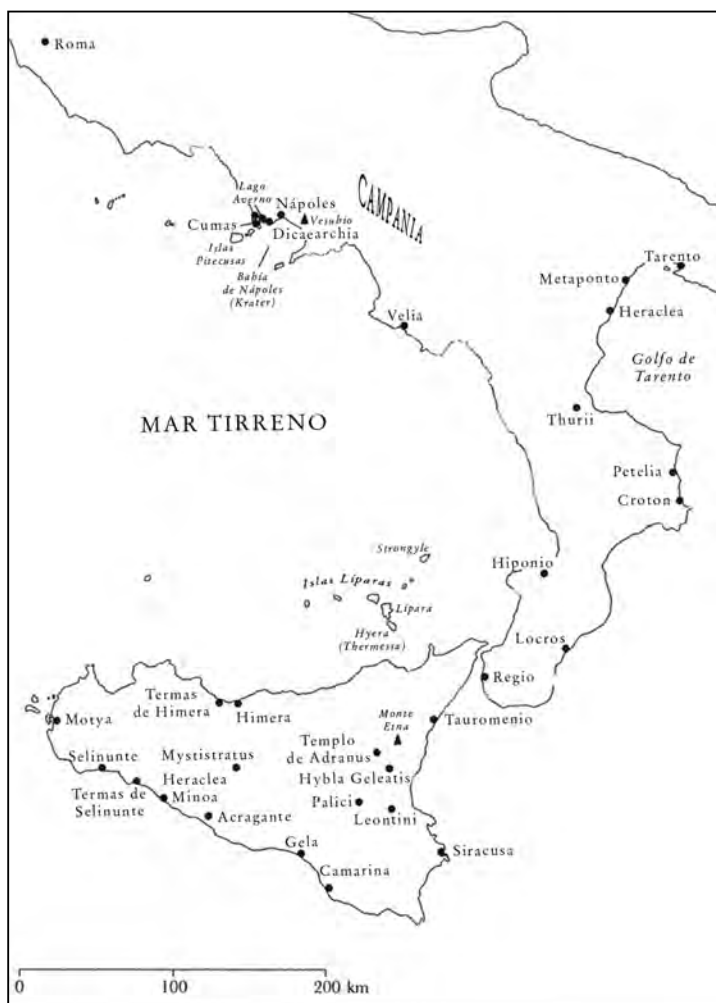 Roma
Lago
Averno
Nápoles
Cumas
Vesubio
Dicaearchia
CAMPANIA
Islas
Pitecusas
Bahía
de Nápoles
(Krater)
Tarento
Metaponto
Heraclea
Velia
Golfo de
Tarento
MAR TIRRENO
Thurii
Petelia
Croton
Strongyle
Hiponio
Islas Líparas
Lípara
Hyera
(Thermessa)
Locros
Regio
Termas
de Himera
Himera
Motya
Monte
Etna
Tauromenio
Selinunte
Mystistratus
Templo
de Adranus
Heraclea
Minoa
Hybla Geleatis
Termas de
Selinunte
Palici
Leontini
Acragante
Gela
Siracusa
Camarina
0 100 200 km